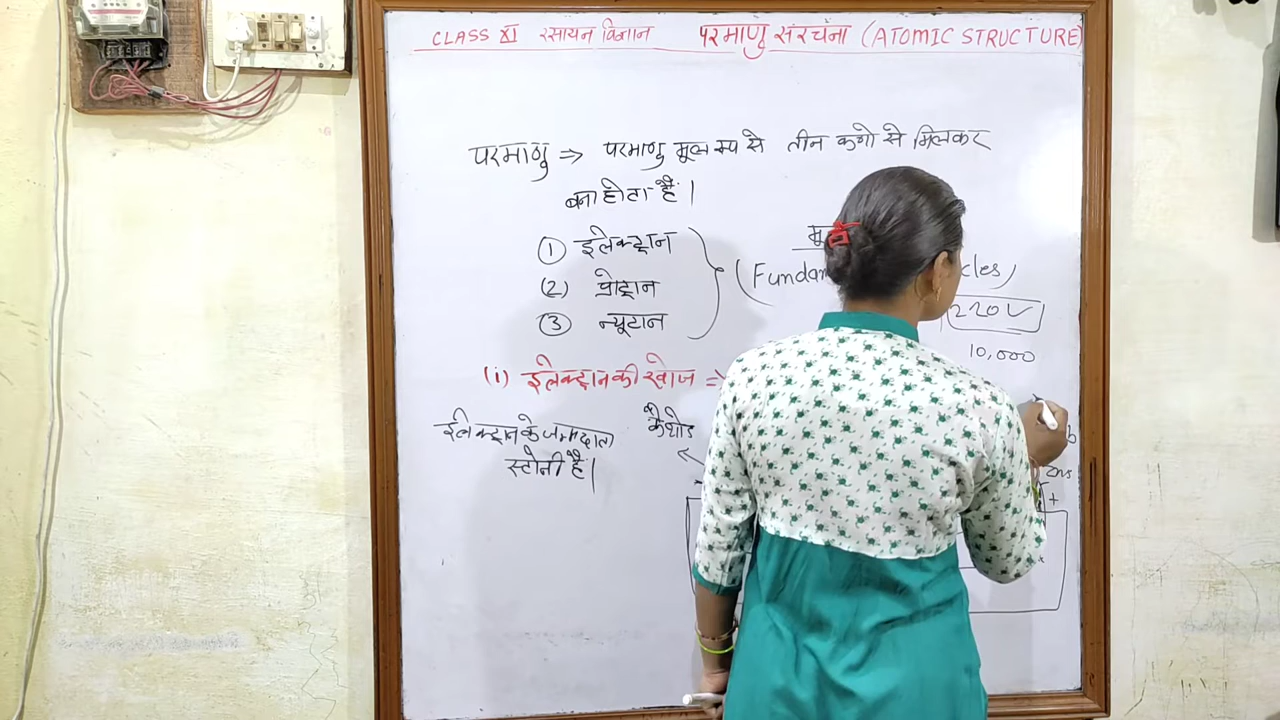 CLASS XI रसायन विज्ञान परमाणु संरचना (ATOMIC STRUCTURE)
परमाणु ⇒ परमाणु मूल रूप से तीन कणो से मिलकर
बना होता है।
① इलेक्ट्रान
(2) प्रोट्रान
③ न्यूटान
(Fundam cles)
220V
10,000
(i) इलेक्ट्रान की खोज ⇒
इलेक्ट्रान के जन्मदाता
स्टोनी है।
कैथोड
+